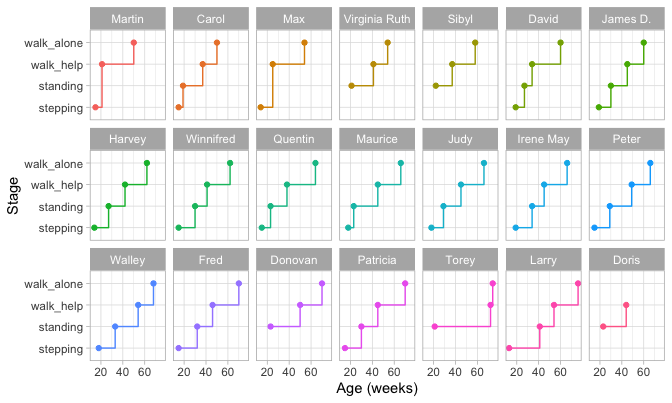 Martin Carol Max Virginia Ruth Sibyl David James D.
walk_alone
walk_help
standing
stepping
Harvey Winnifred Quentin Maurice Judy Irene May Peter
walk_alone
walk_help
standing
stepping
Stage
Walley Fred Donovan Patricia Torey Larry Doris
walk_alone
walk_help
standing
stepping
20 40 60 20 40 60 20 40 60 20 40 60 20 40 60 20 40 60 20 40 60
Age (weeks)